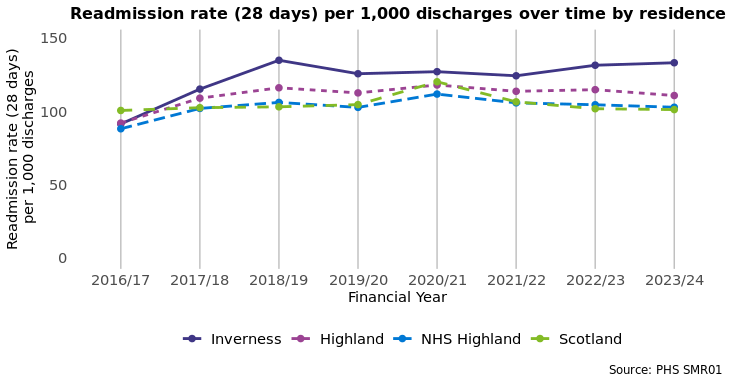 Readmission rate (28 days) per 1,000 discharges over time by residence
Readmission rate (28 days)
per 1,000 discharges
150
100
50
0
2016/17 2017/18 2018/19 2019/20 2020/21 2021/22 2022/23 2023/24
Financial Year
Inverness Highland NHS Highland Scotland
Source: PHS SMR01